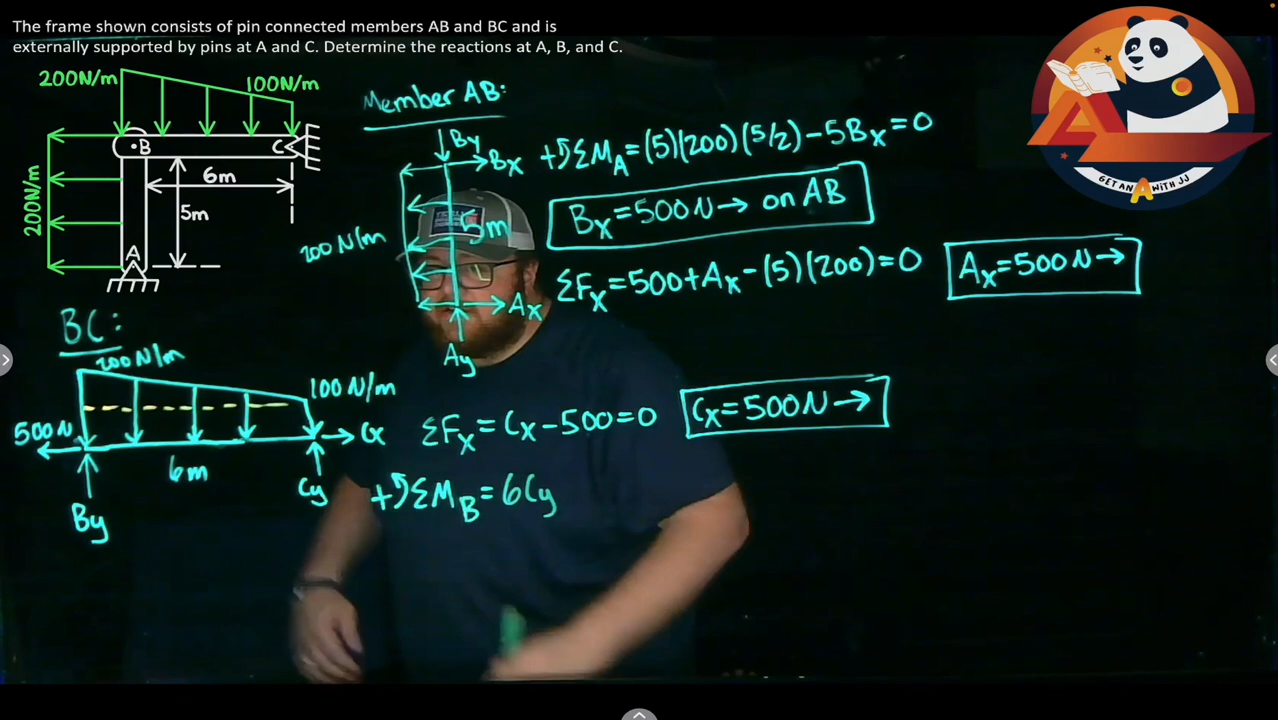 The frame shown consists of pin connected members AB and BC and is
externally supported by pins at A and C. Determine the reactions at A, B, and C.
200N/m
100N/m
B
C
6m
5m
200N/m
A
Member AB:
By
Bx
5m
200 N/m
Ax
Ay
+↺ΣM_A=(5)(200)(5/2)-5Bx=0
Bx=500N→ on AB
ΣFx=500+Ax-(5)(200)=0
Ax=500N→
BC:
200 N/m
100 N/m
500N
Cx
6m
By
Cy
ΣFx=Cx-500=0
Cx=500N→
+↺ΣM_B=6Cy
GET AN A WITH JJ